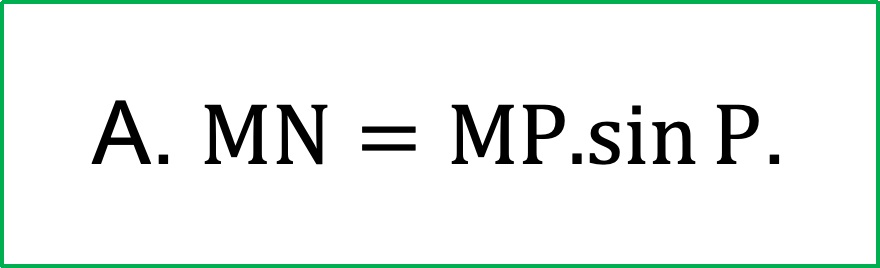 A. MN = MP.sin P.